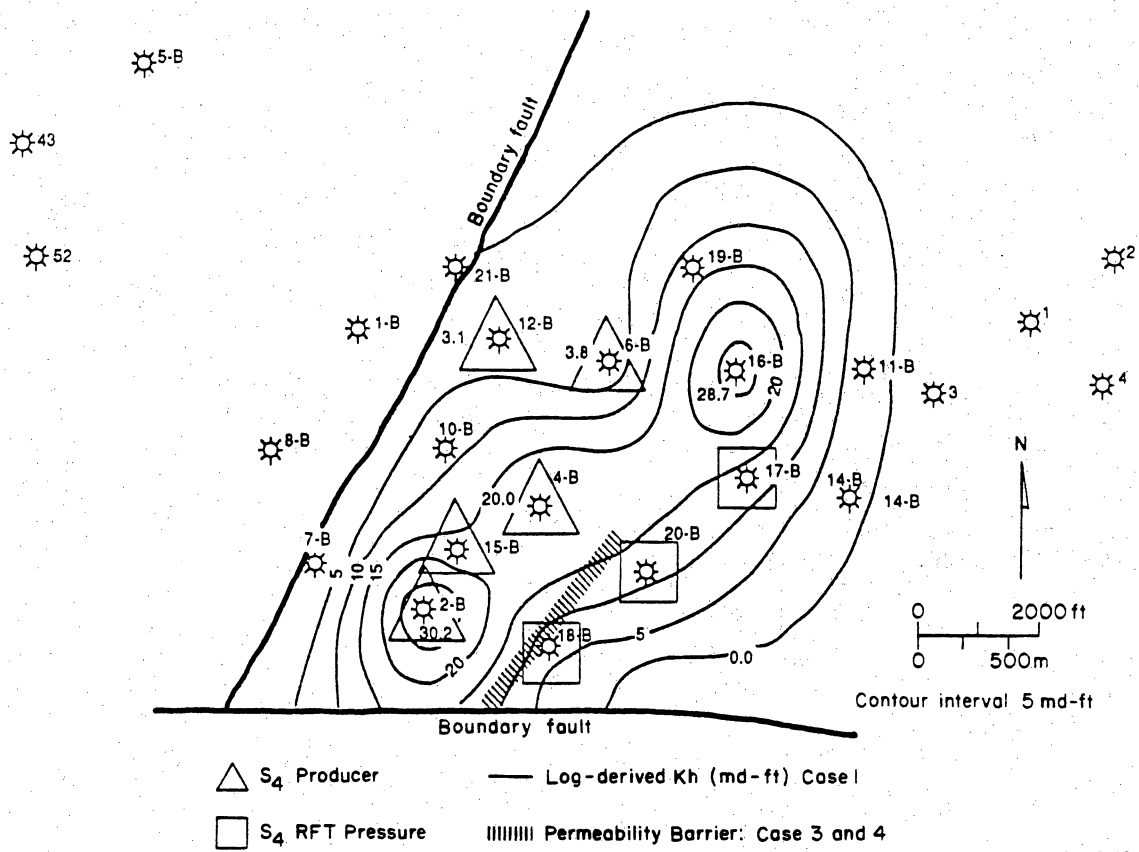 5-B
43
Boundary fault
52
2
19-B
21-B
1
1-B
12-B
3.1
6-B
3.8
16-B
11-B
28.7
20
3
4
8-B
10-B
N
4-B
17-B
14-B
14-B
20.0
20-B
15-B
7-B
5
10
15
2-B
30.2
18-B
5
0.0
20
0 2000 ft
0 500 m
Contour interval 5 md-ft
Boundary fault
S4 Producer
Log-derived Kh (md-ft) Case I
S4 RFT Pressure
Permeability Barrier: Case 3 and 4